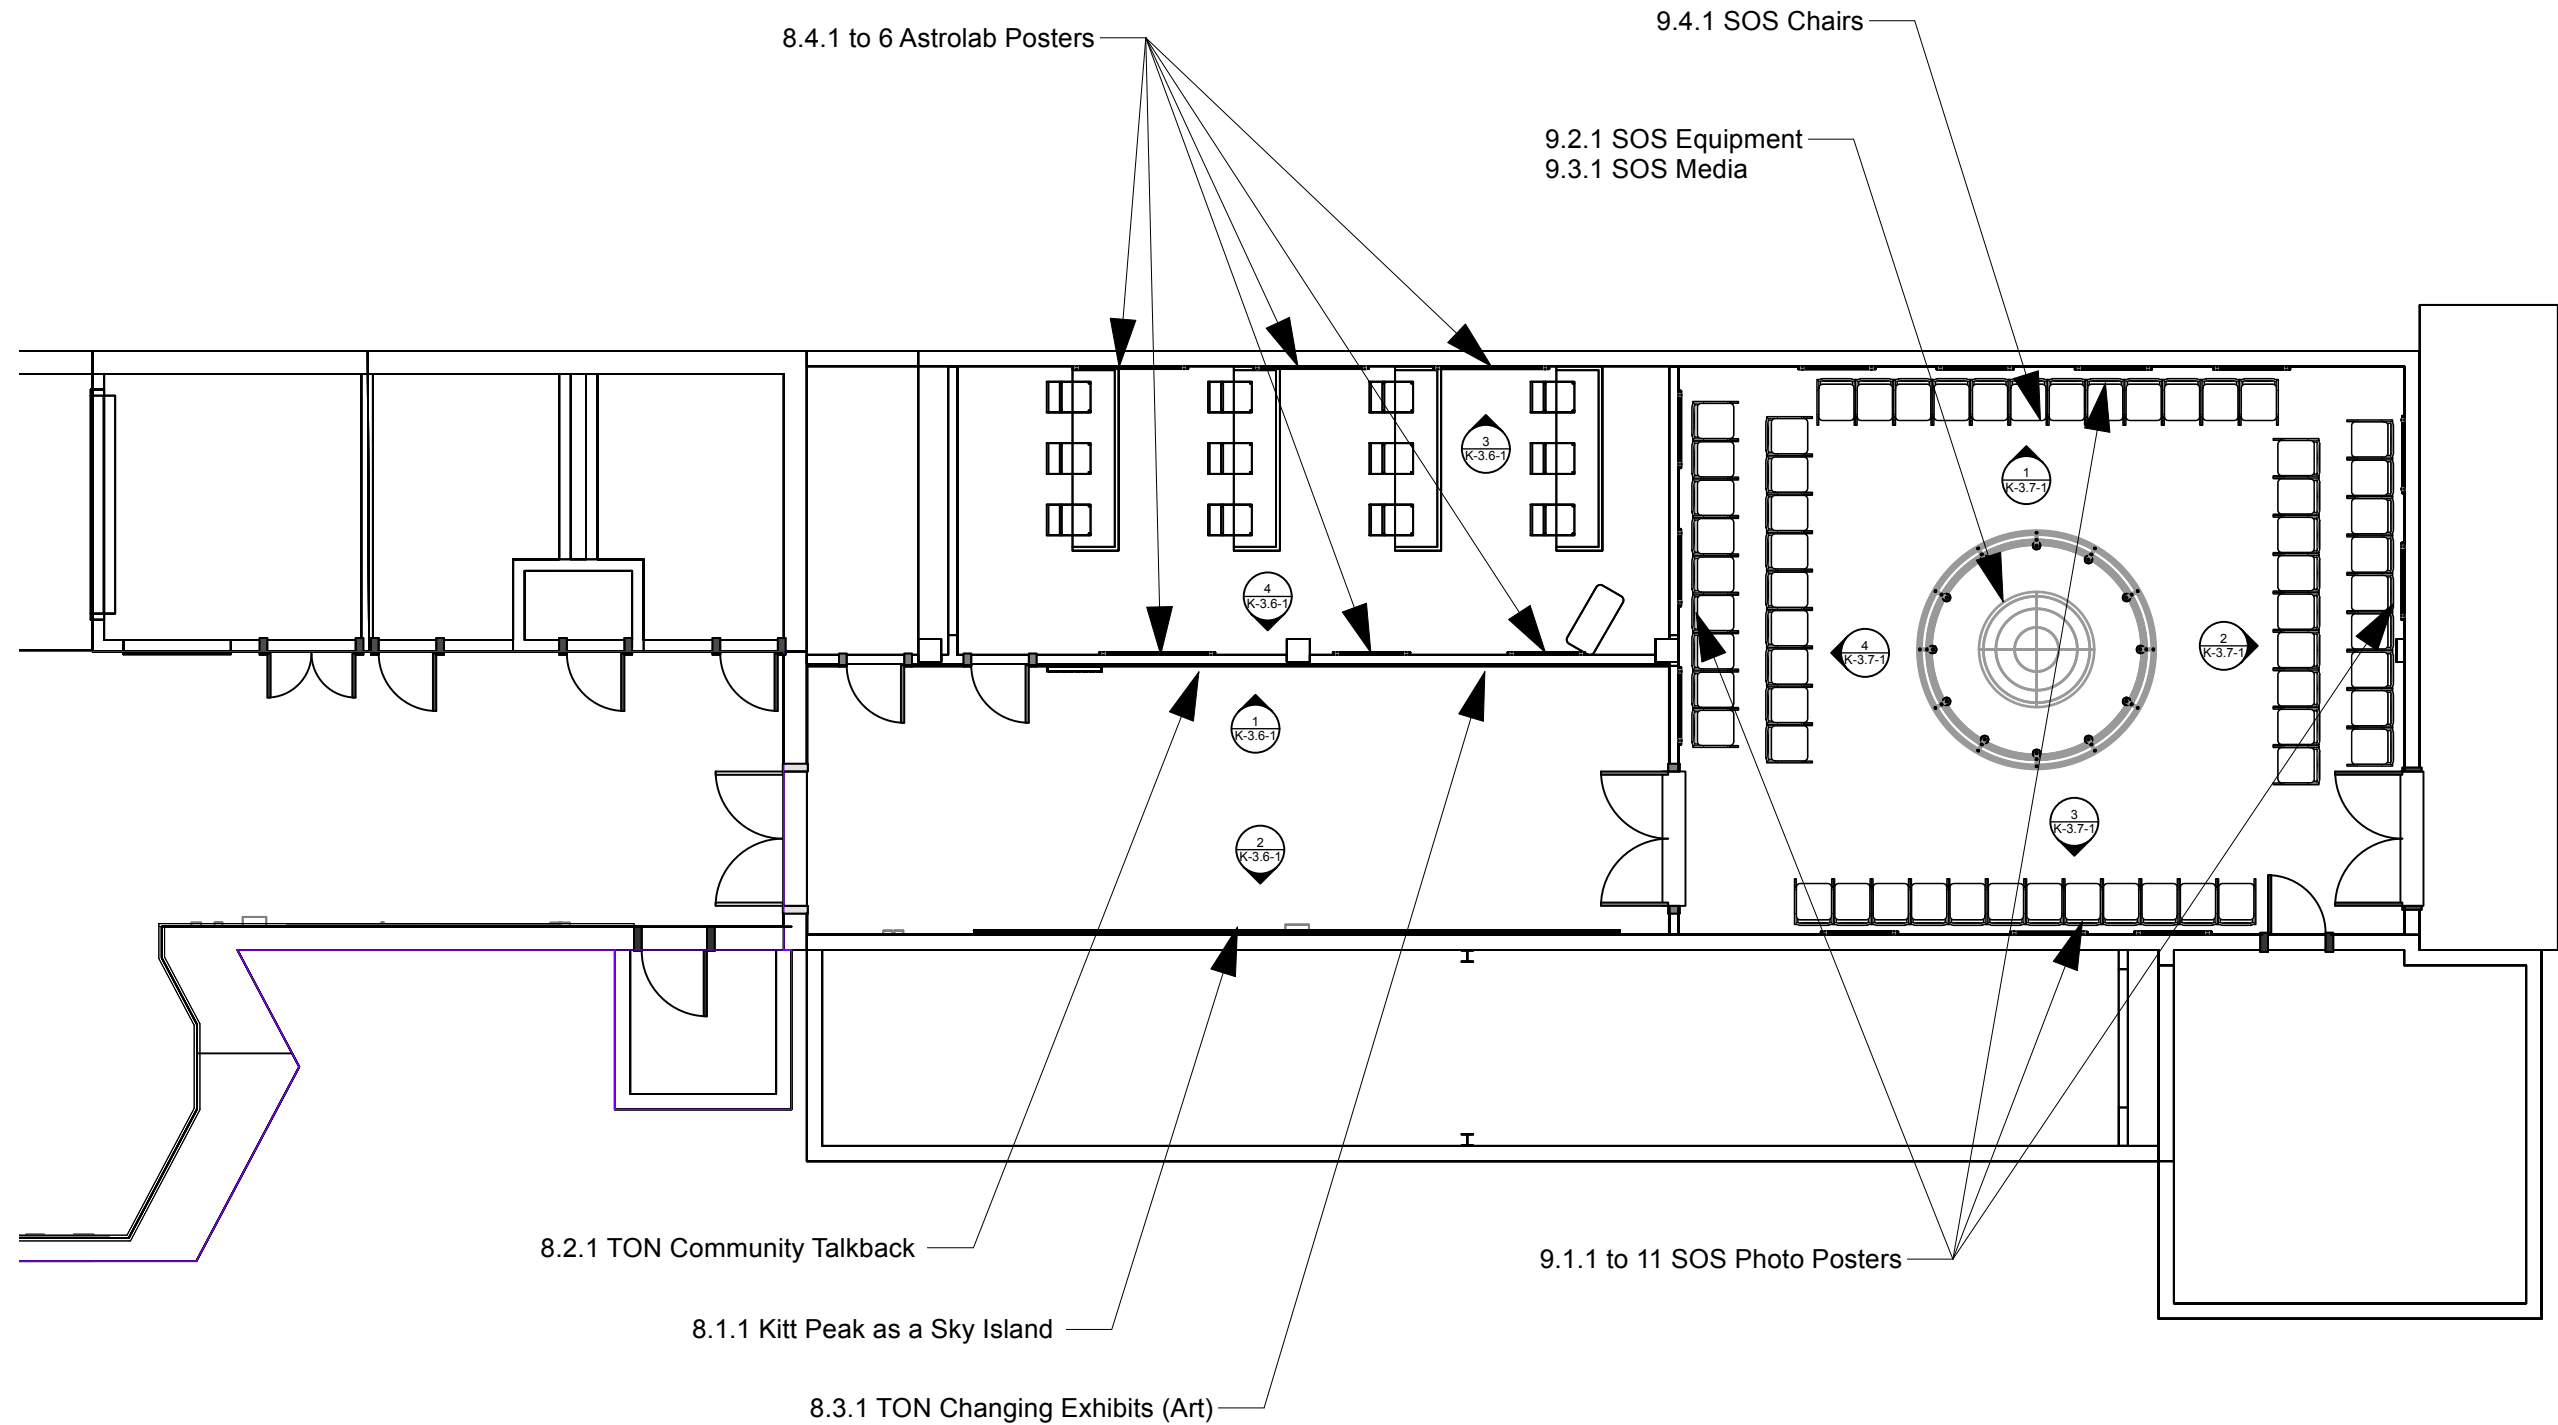 9.4.1 SOS Chairs
8.4.1 to 6 Astrolab Posters
9.2.1 SOS Equipment
9.3.1 SOS Media
3
K-3.6-1
1
K-3.7-1
4
K-3.6-1
4
K-3.7-1
2
K-3.7-1
1
K-3.6-1
3
K-3.7-1
2
K-3.6-1
8.2.1 TON Community Talkback
9.1.1 to 11 SOS Photo Posters
8.1.1 Kitt Peak as a Sky Island
8.3.1 TON Changing Exhibits (Art)